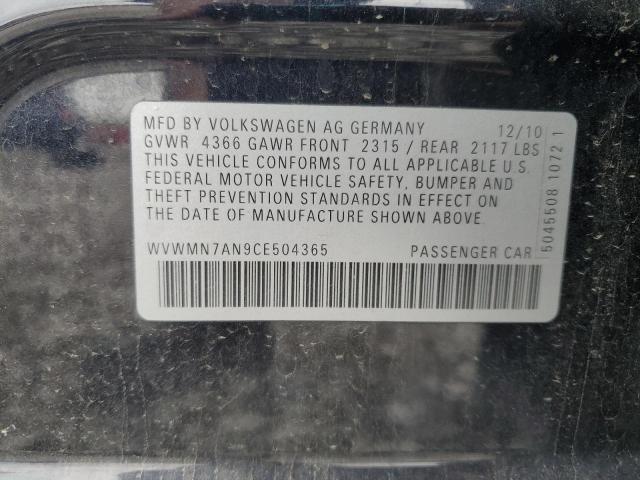 MFD BY VOLKSWAGEN AG GERMANY 12/10
GVWR 4366 GAWR FRONT 2315 / REAR 2117 LBS
THIS VEHICLE CONFORMS TO ALL APPLICABLE U.S.
FEDERAL MOTOR VEHICLE SAFETY, BUMPER AND
THEFT PREVENTION STANDARDS IN EFFECT ON
THE DATE OF MANUFACTURE SHOWN ABOVE.
WVWMN7AN9CE504365 PASSENGER CAR
5045508 1072 1